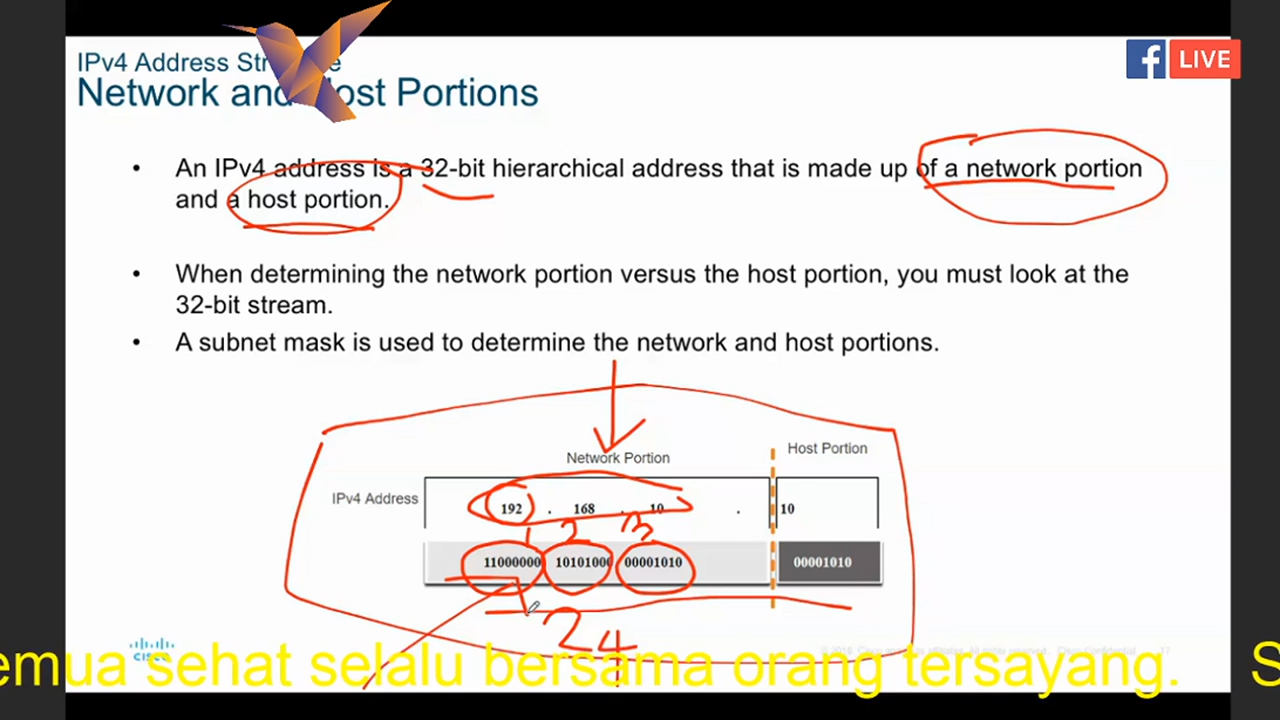 IPv4 Address Str e
LIVE
Network and ost Portions
An IPv4 address is a 32-bit hierarchical address that is made up of a network portion
and a host portion.
When determining the network portion versus the host portion, you must look at the
32-bit stream.
A subnet mask is used to determine the network and host portions.
Network Portion
Host Portion
IPv4 Address
192 . 168 . 10 . 10
1 2 3
11000000 10101000 00001010 00001010
24
CISCO
emua sehat selalu bersama orang tersayang. S